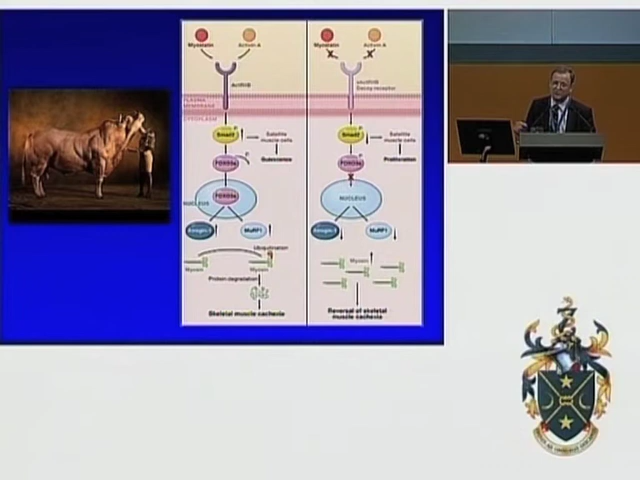 Myostatin
Activin A
ActRIIB
PLASMA
MEMBRANE
CYTOPLASM
P
Smad2
Satellite
muscle cells
Quiescence
FOXO3a
P
FOXO3a
NUCLEUS
Atrogin-1
MuRF1
Ubiquitination
Myosin
Myosin
Protein degradation
Skeletal muscle cachexia
Myostatin
Activin A
sActRIIB
Decoy receptor
P
Smad2
Satellite
muscle cells
Proliferation
FOXO3a
P
NUCLEUS
Atrogin-1
MuRF1
Myosin
Reversal of skeletal
muscle cachexia